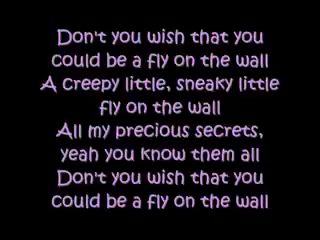 Don't you wish that you
could be a fly on the wall
A creepy little, sneaky little
fly on the wall
All my precious secrets,
yeah you know them all
Don't you wish that you
could be a fly on the wall